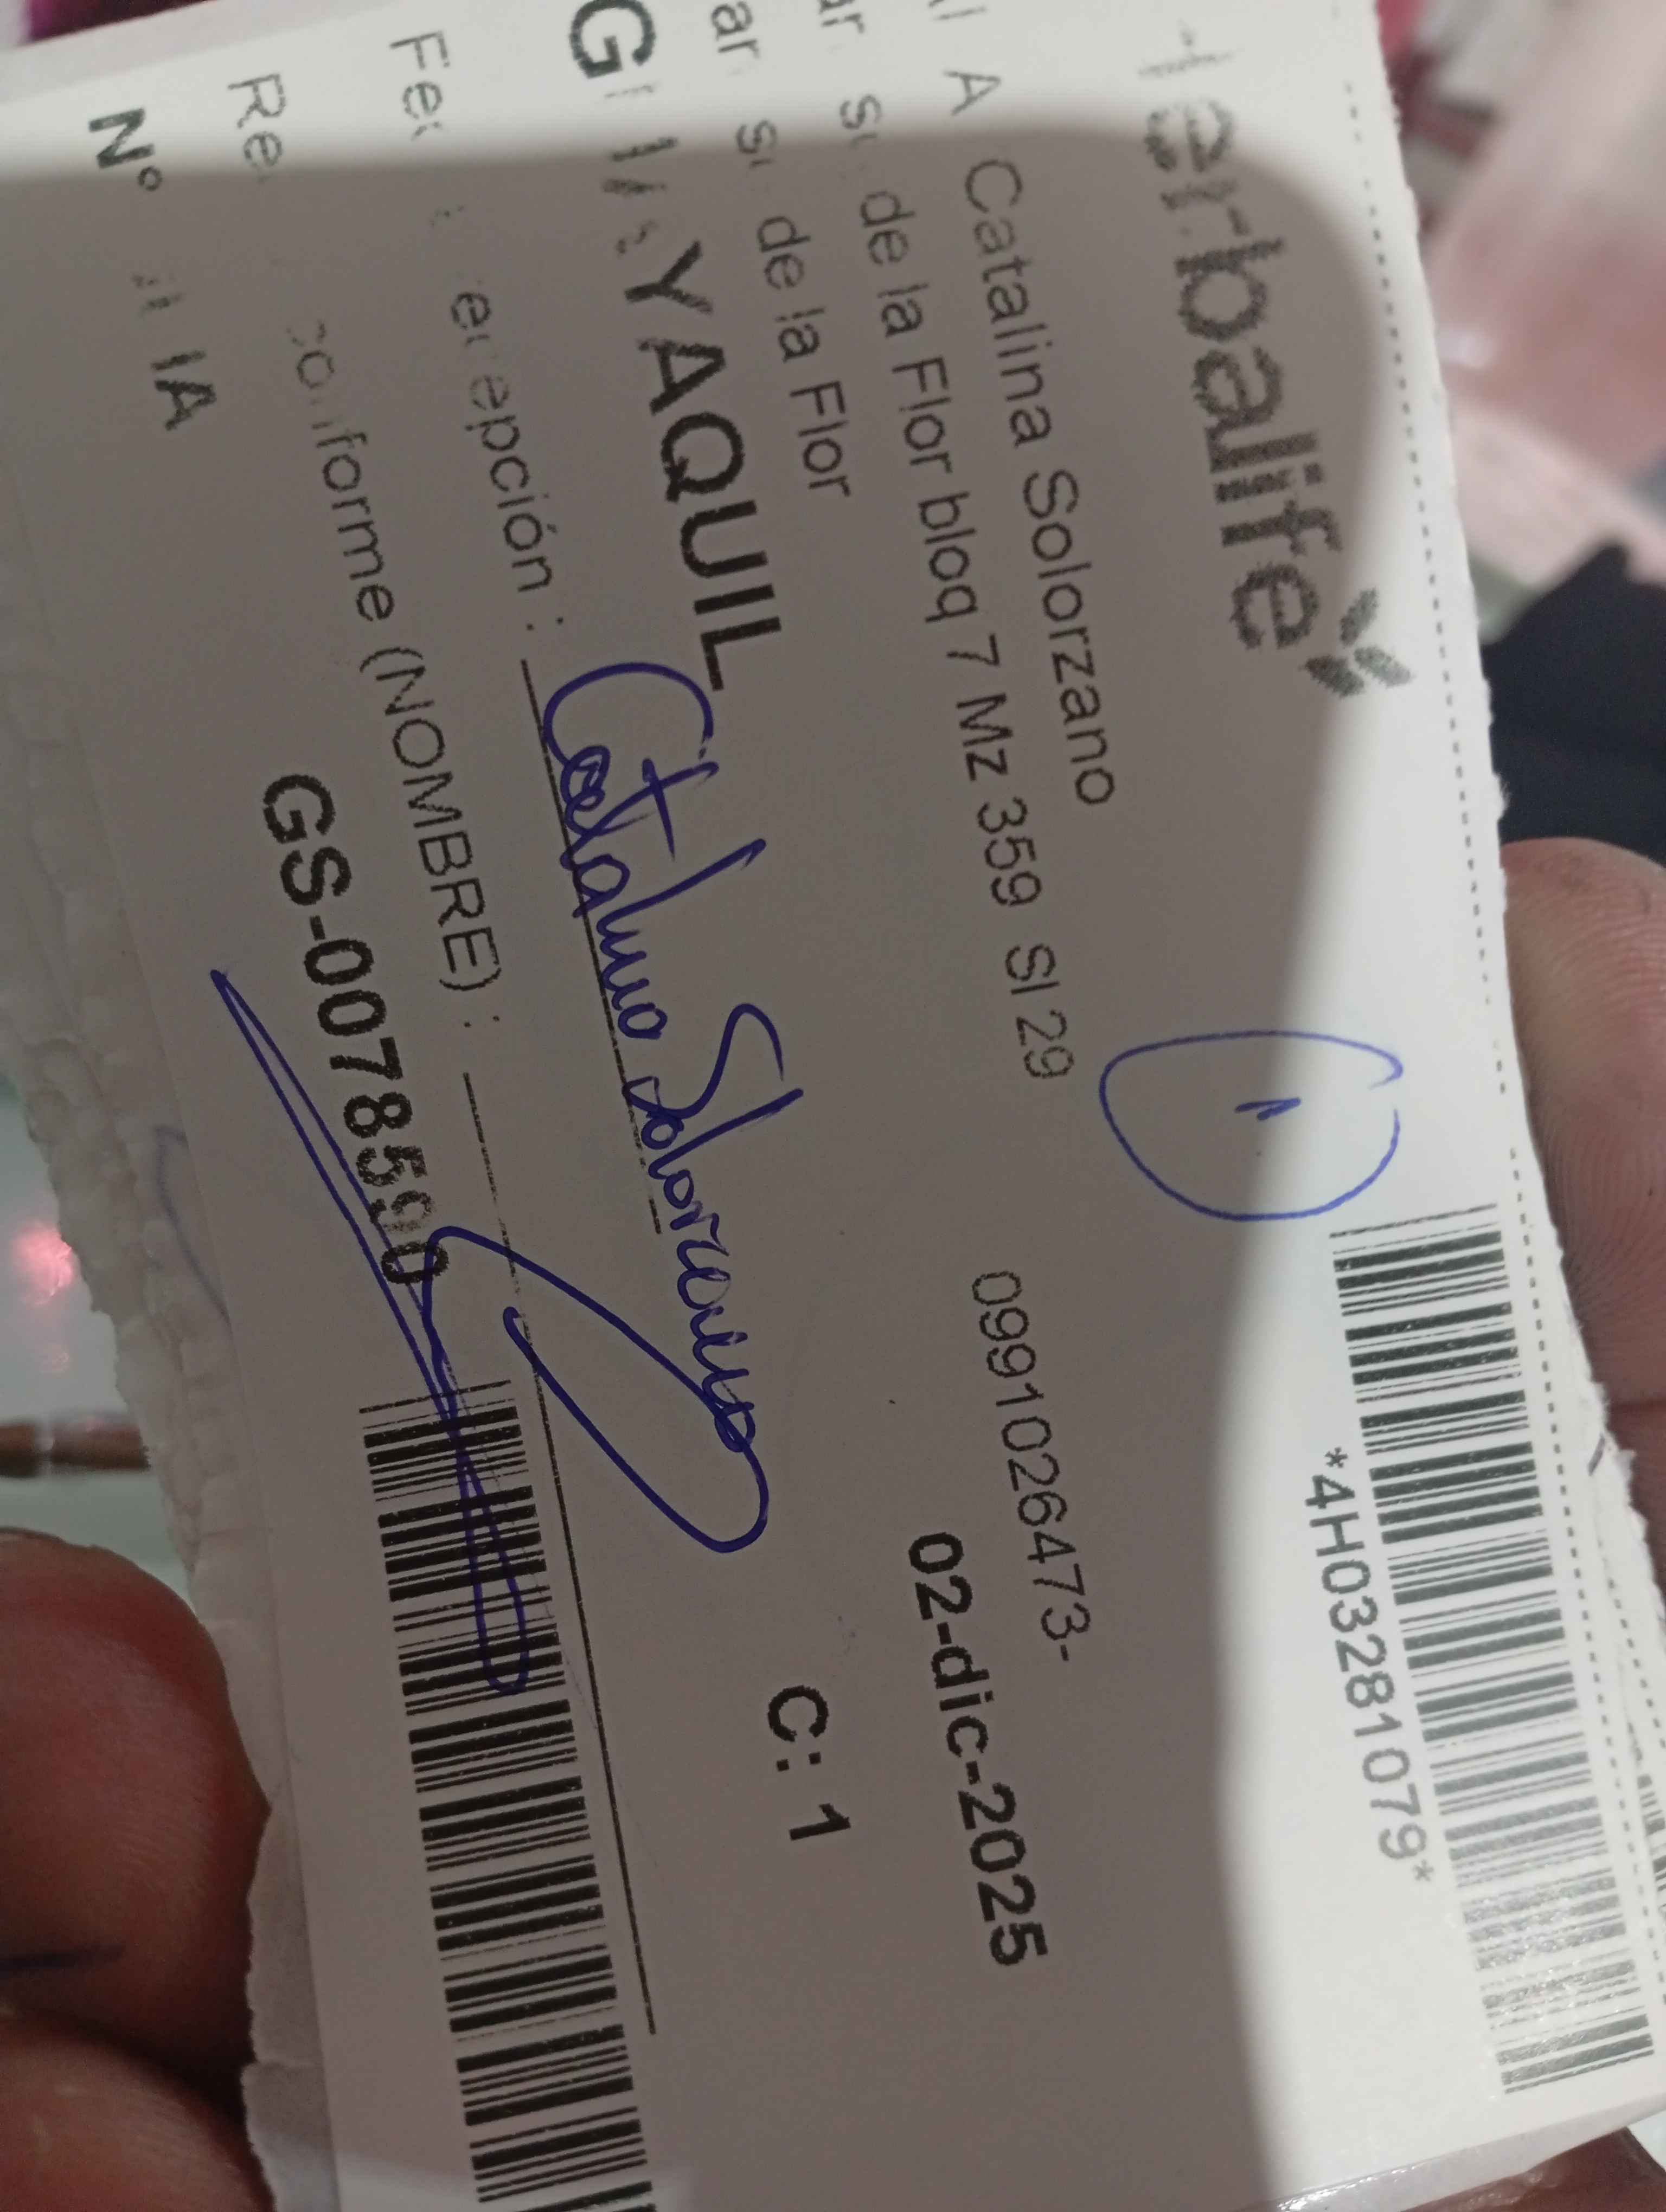 erbalife
*4H03281079*
A Catalina Solorzano
de la Flor bloq 7 Mz 359 Sl 29
0991026473-
de la Flor
02-dic-2025
YAQUIL
C: 1
epción :
Catalina Solorzano
forme (NOMBRE) :
N° IA
GS-00078590